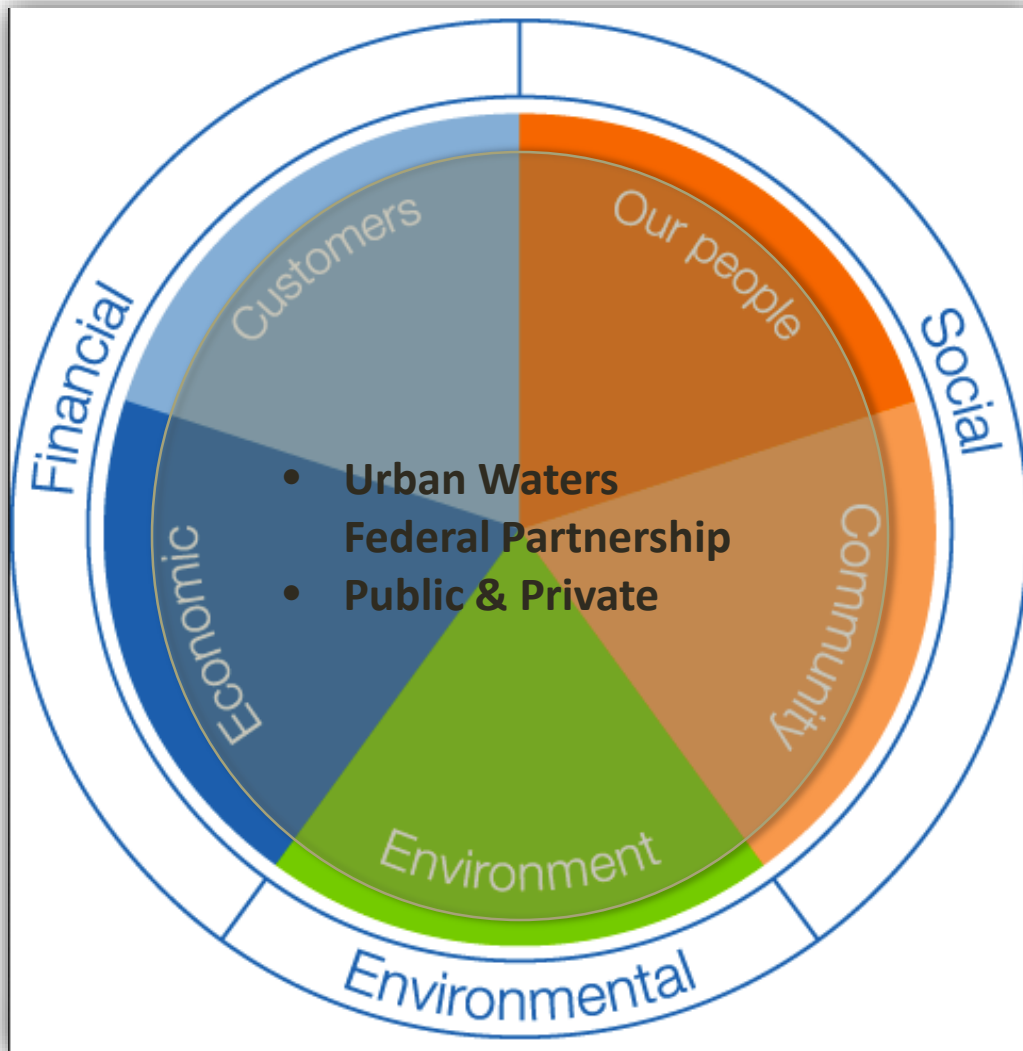 Financial
Social
Environmental
Customers
Our people
Economic
Community
Environment
• Urban Waters
Federal Partnership
• Public & Private